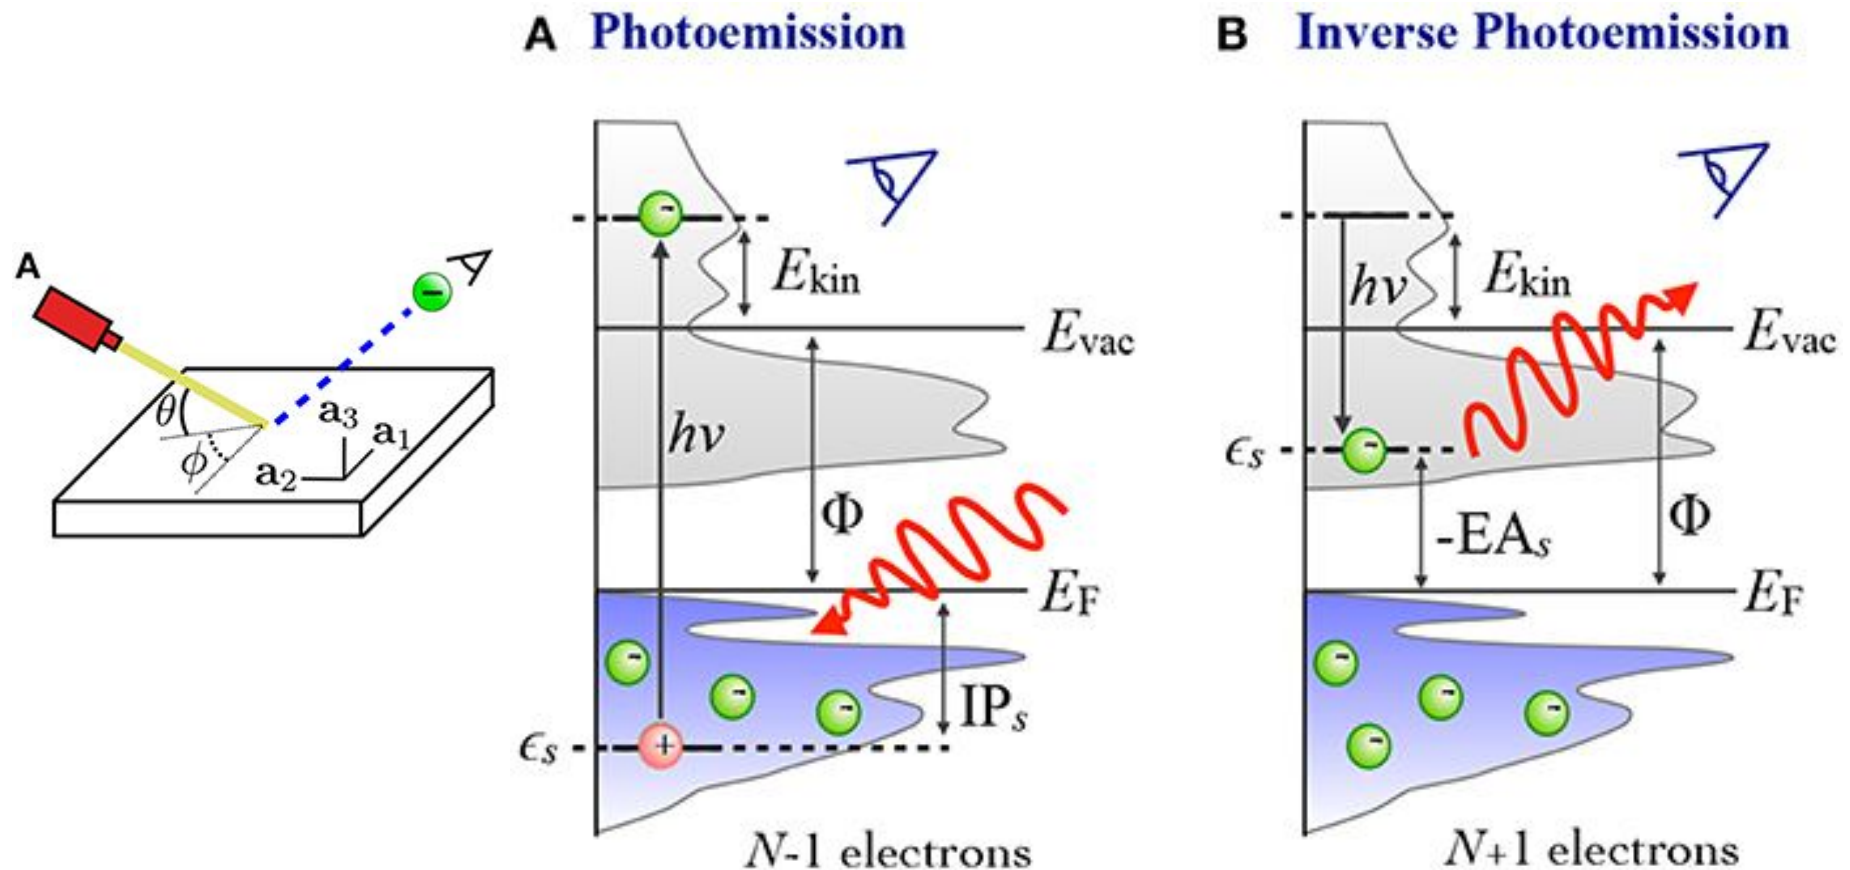 A Photoemission
B Inverse Photoemission
A
θ
ϕ
a3
a1
a2
-
-
Ekin
Evac
hν
Φ
EF
-
-
-
IPs
ϵs
+
N-1 electrons
hν
Ekin
Evac
ϵs
-
-EAs
Φ
EF
-
-
-
-
N+1 electrons